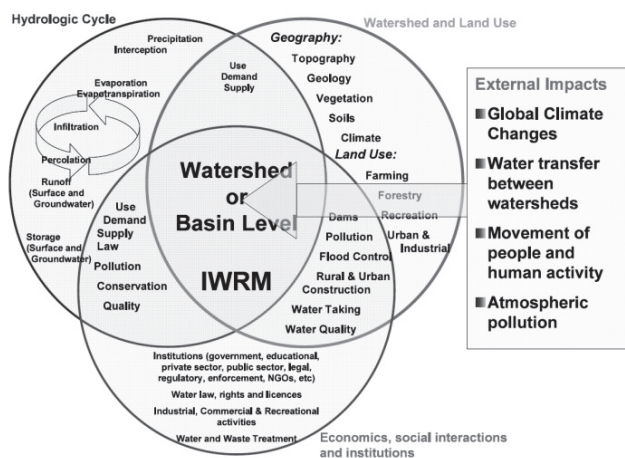 Hydrologic Cycle
Precipitation
Interception
Evaporation
Evapotranspiration
Infiltration
Percolation
Runoff
(Surface and
Groundwater)
Storage
(Surface and
Groundwater)
Use
Demand
Supply
Watershed and Land Use
Geography:
Topography
Geology
Vegetation
Soils
Climate
Land Use:
Farming
Forestry
Recreation
Urban &
Industrial
Watershed
or
Basin Level
IWRM
Use
Demand
Supply
Law
Pollution
Conservation
Quality
Dams
Pollution
Flood Control
Rural & Urban
Construction
Water Taking
Water Quality
Institutions (government, educational,
private sector, public sector, legal,
regulatory, enforcement, NGOs, etc)
Water law, rights and licences
Industrial, Commercial & Recreational
activities
Water and Waste Treatment
Economics, social interactions
and institutions
External Impacts
Global Climate
Changes
Water transfer
between
watersheds
Movement of
people and
human activity
Atmospheric
pollution